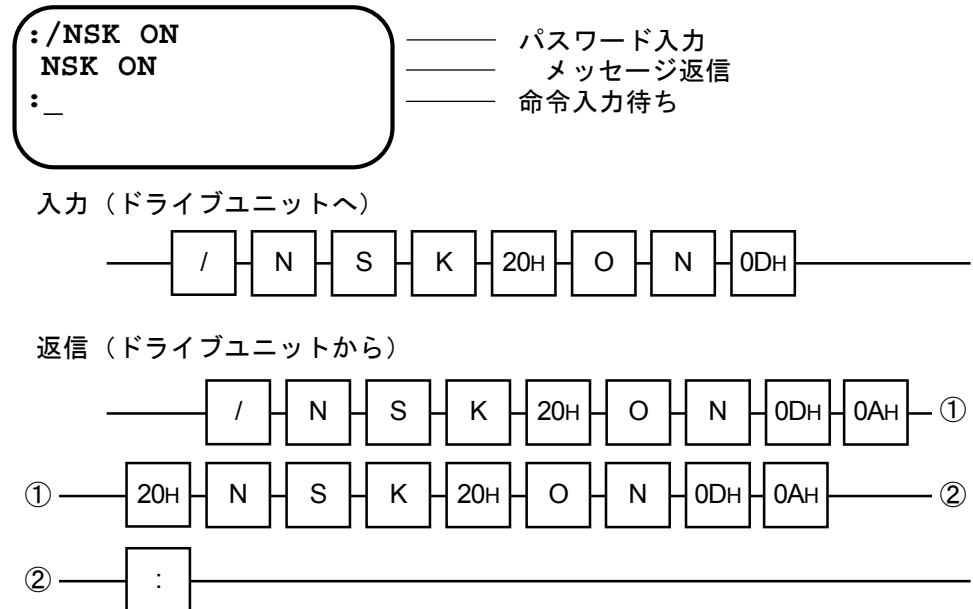 :/NSK ON パスワード入力
NSK ON メッセージ返信
:_ 命令入力待ち
入力（ドライブユニットへ）
/ N S K 20H O N 0DH
返信（ドライブユニットから）
/ N S K 20H O N 0DH 0AH ①
① 20H N S K 20H O N 0DH 0AH ②
② :